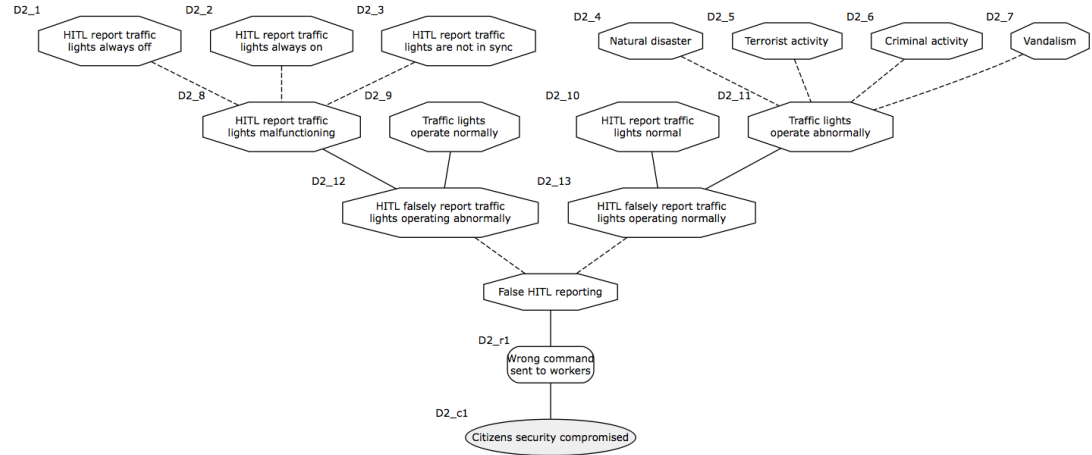 D2_1
D2_2
D2_3
D2_4
D2_5
D2_6
D2_7
HITL report traffic
lights always off
HITL report traffic
lights always on
HITL report traffic
lights are not in sync
Natural disaster
Terrorist activity
Criminal activity
Vandalism
D2_8
D2_9
D2_10
D2_11
HITL report traffic
lights malfunctioning
Traffic lights
operate normally
HITL report traffic
lights normal
Traffic lights
operate abnormally
D2_12
D2_13
HITL falsely report traffic
lights operating abnormally
HITL falsely report traffic
lights operating normally
False HITL reporting
D2_r1
Wrong command
sent to workers
D2_c1
Citizens security compromised